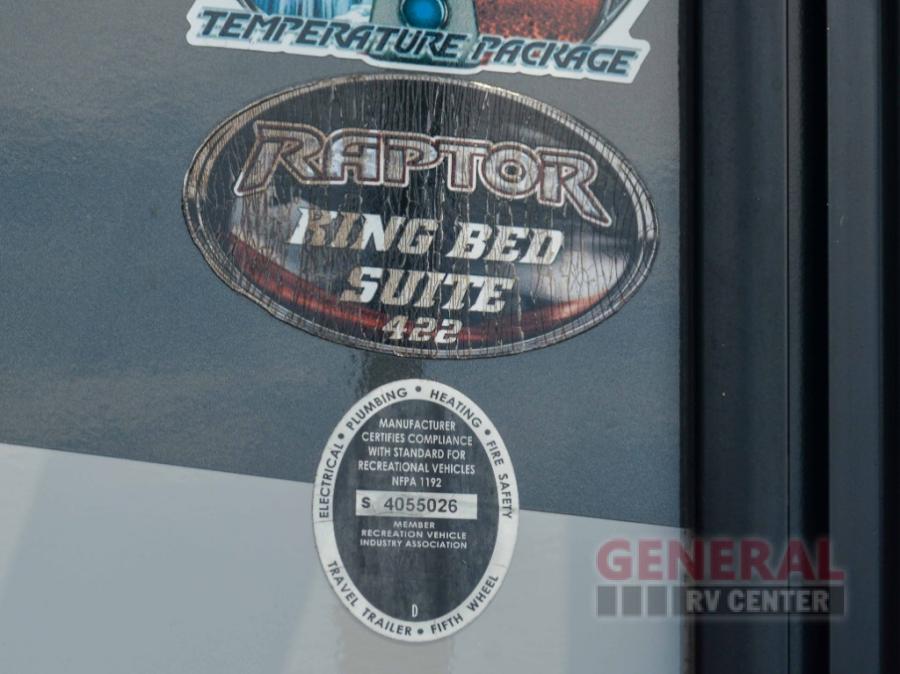 TEMPERATURE PACKAGE
RAPTOR
KING BED
SUITE
422
ELECTRICAL • PLUMBING • HEATING • FIRE SAFETY
MANUFACTURER
CERTIFIES COMPLIANCE
WITH STANDARD FOR
RECREATIONAL VEHICLES
NFPA 1192
S 4055026
MEMBER
RECREATION VEHICLE
INDUSTRY ASSOCIATION
D
TRAVEL TRAILER • FIFTH WHEEL
GENERAL
RV CENTER